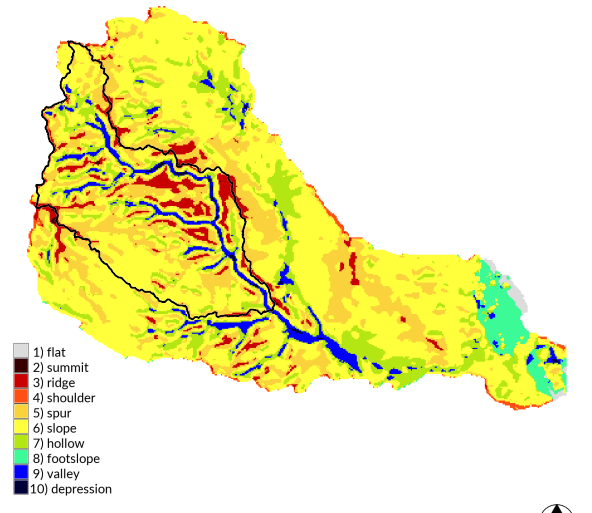 1) flat
2) summit
3) ridge
4) shoulder
5) spur
6) slope
7) hollow
8) footslope
9) valley
10) depression